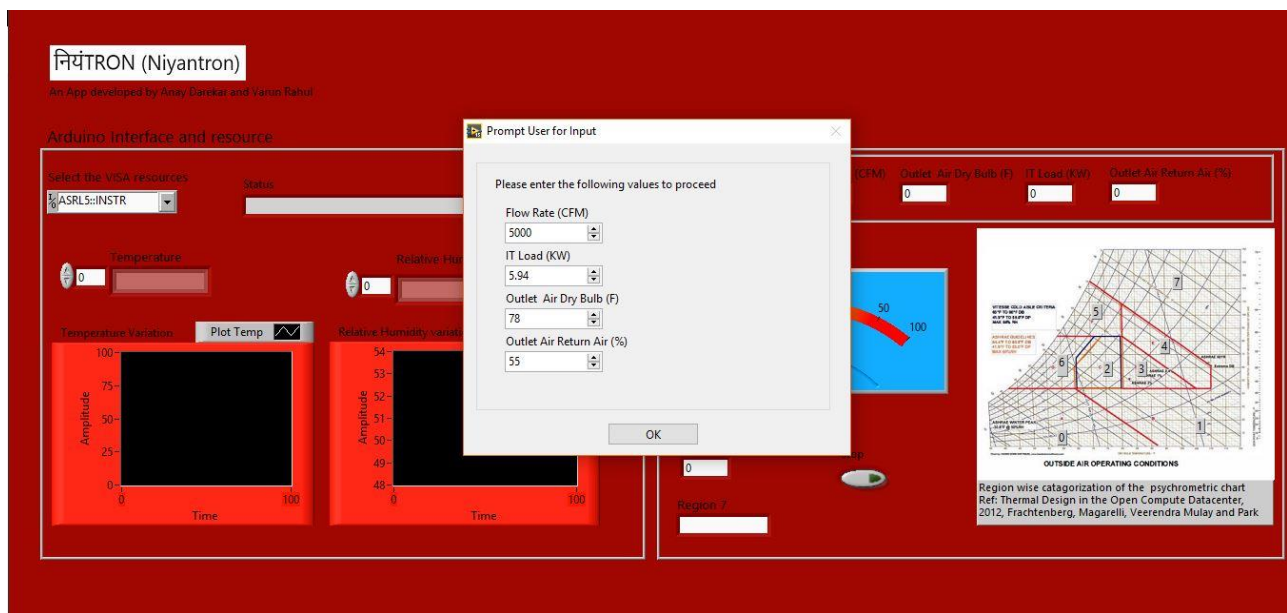 नियंTRON (Niyantron)
An App developed by Anay Darekar and Varun Rahul
Arduino Interface and resource
Select the VISA resources
ASRL5::INSTR
Status
Temperature
0
Relative Hum
0
Temperature Variation
Plot Temp
Relative Humidity variati
100
75
50
25
0
Amplitude
0
100
Time
54
53
52
51
50
49
48
Amplitude
0
100
Time
Prompt User for Input
Please enter the following values to proceed
Flow Rate (CFM)
5000
IT Load (KW)
5.94
Outlet Air Dry Bulb (F)
78
Outlet Air Return Air (%)
55
OK
(CFM)
Outlet Air Dry Bulb (F)
0
IT Load (KW)
0
Outlet Air Return Air (%)
0
50
100
0
Region 7
7
5
4
6
2
3
0
1
OUTSIDE AIR OPERATING CONDITIONS
Region wise catagorization of the psychrometric chart
Ref: Thermal Design in the Open Compute Datacenter,
2012, Frachtenberg, Magarelli, Veerendra Mulay and Park